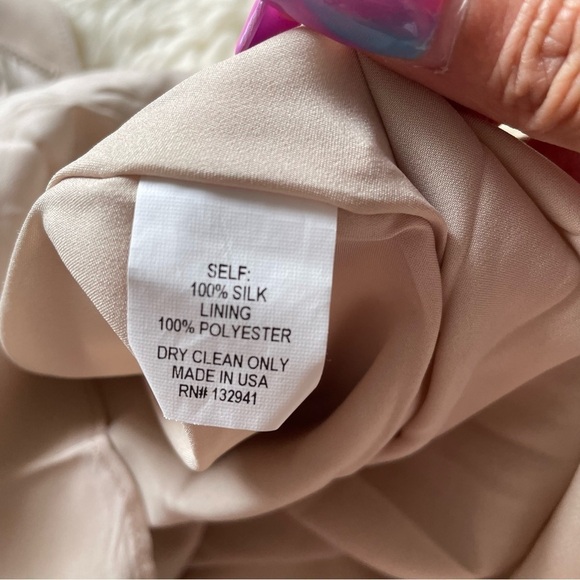 SELF:
100% SILK
LINING
100% POLYESTER
DRY CLEAN ONLY
MADE IN USA
RN# 132941